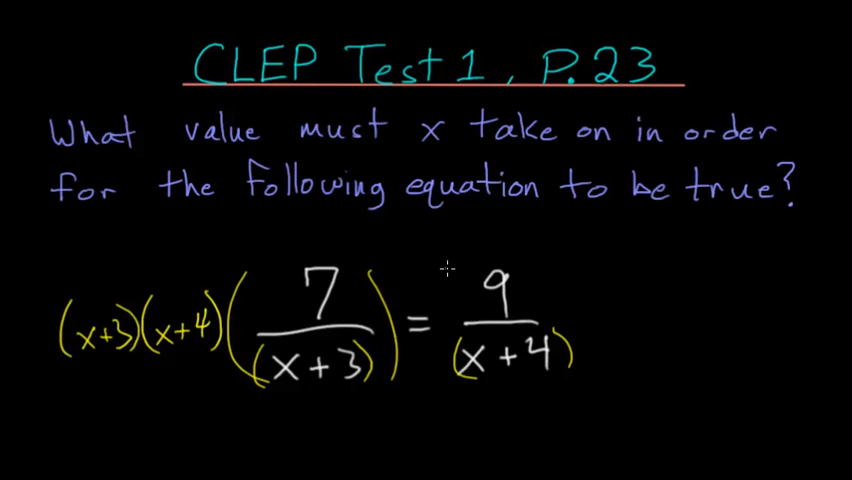 CLEP Test 1, P.23
What value must x take on in order
for the following equation to be true?
(x+3)(x+4)(7/(x+3)) = 9/(x+4)